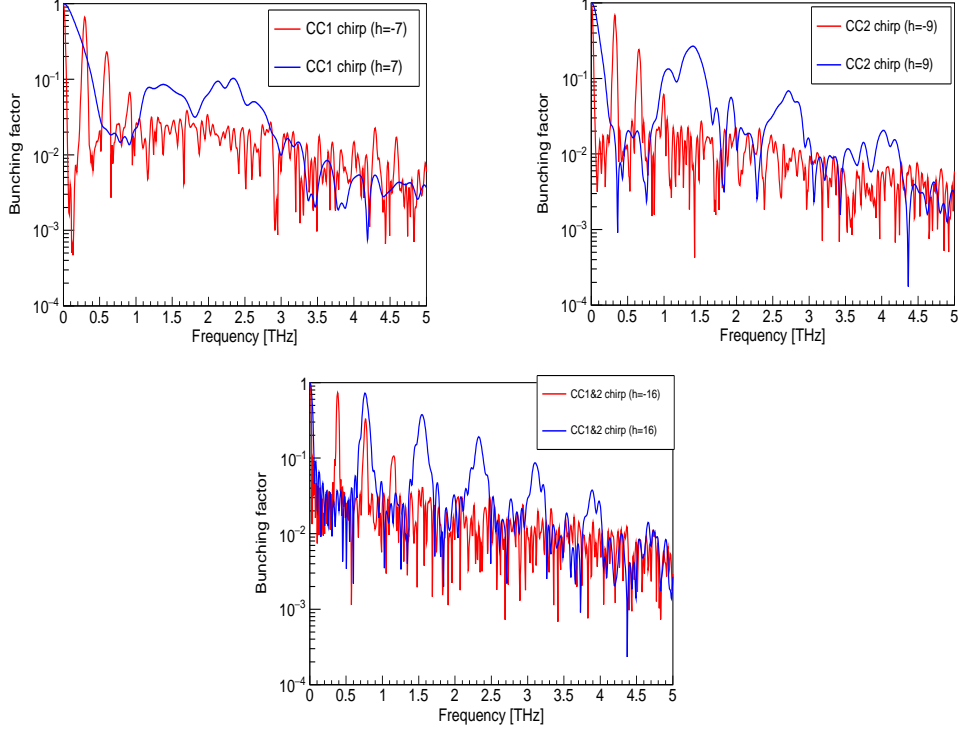 CC1 chirp (h=-7)
CC1 chirp (h=7)
Bunching factor
1
10−1
10−2
10−3
10−4
0 0.5 1 1.5 2 2.5 3 3.5 4 4.5 5
Frequency [THz]
CC2 chirp (h=-9)
CC2 chirp (h=9)
Bunching factor
1
10−1
10−2
10−3
10−4
0 0.5 1 1.5 2 2.5 3 3.5 4 4.5 5
Frequency [THz]
CC1&2 chirp (h=-16)
CC1&2 chirp (h=16)
Bunching factor
1
10−1
10−2
10−3
10−4
0 0.5 1 1.5 2 2.5 3 3.5 4 4.5 5
Frequency [THz]